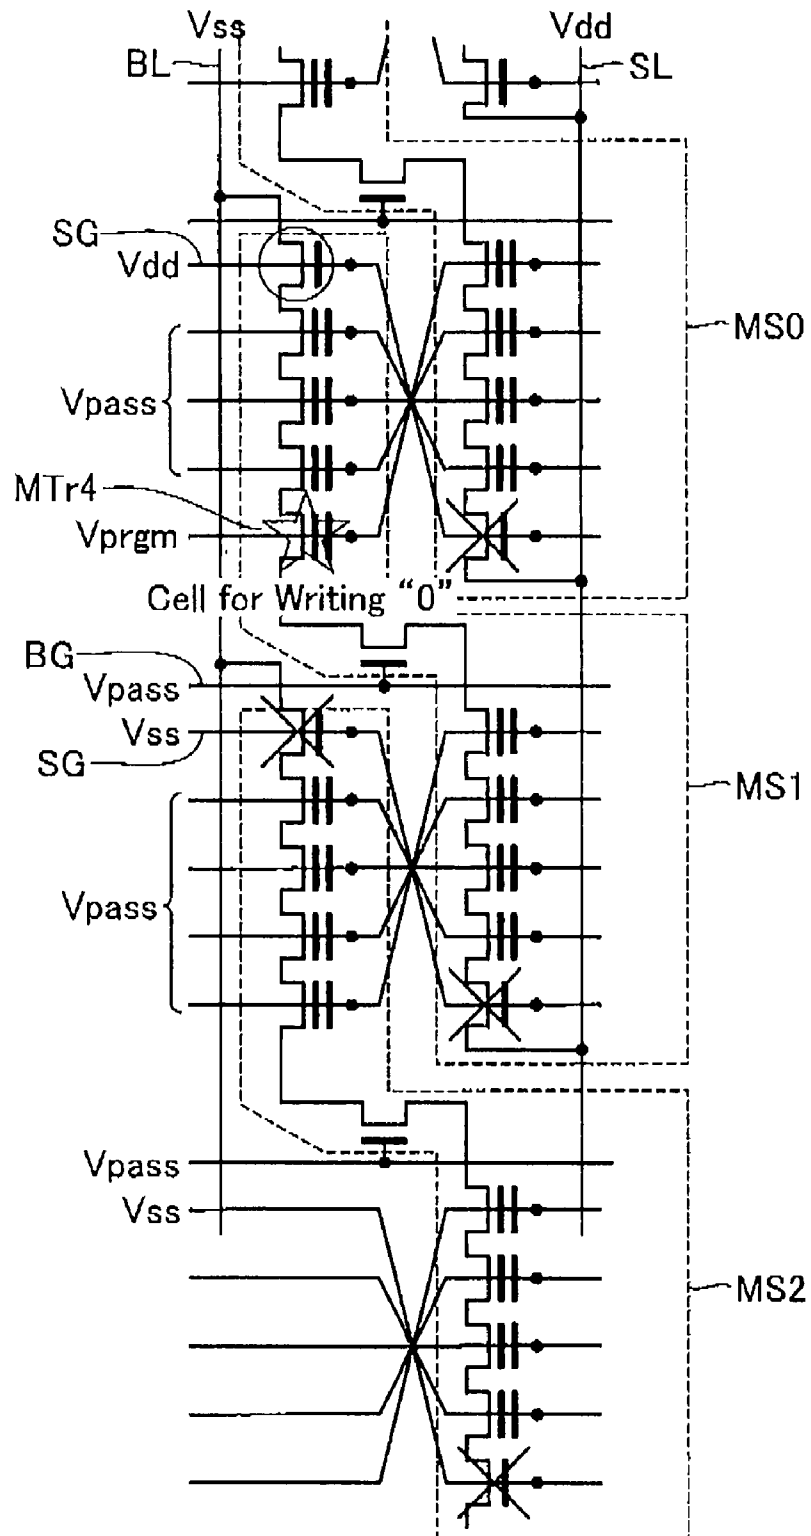 Vss
Vdd
BL
SL
SG
Vdd
MS0
Vpass
MTr4
Vprgm
Cell for Writing “0”
BG
Vpass
Vss
SG
MS1
Vpass
Vpass
Vss
MS2